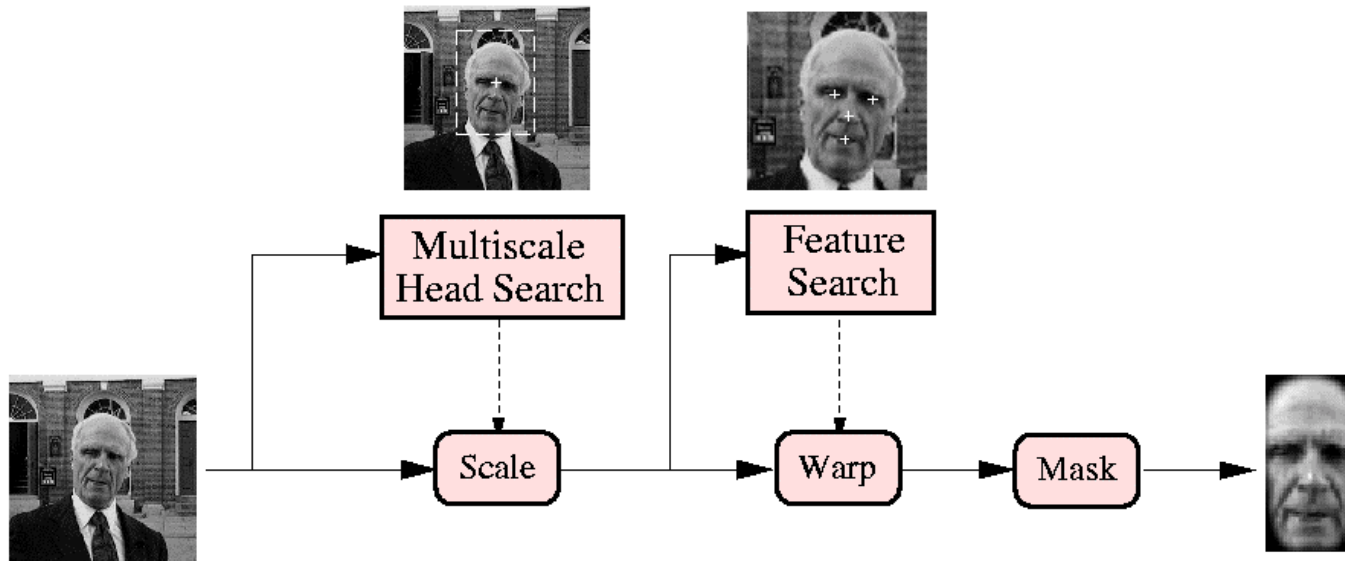 Multiscale
Head Search
Feature
Search
Scale
Warp
Mask